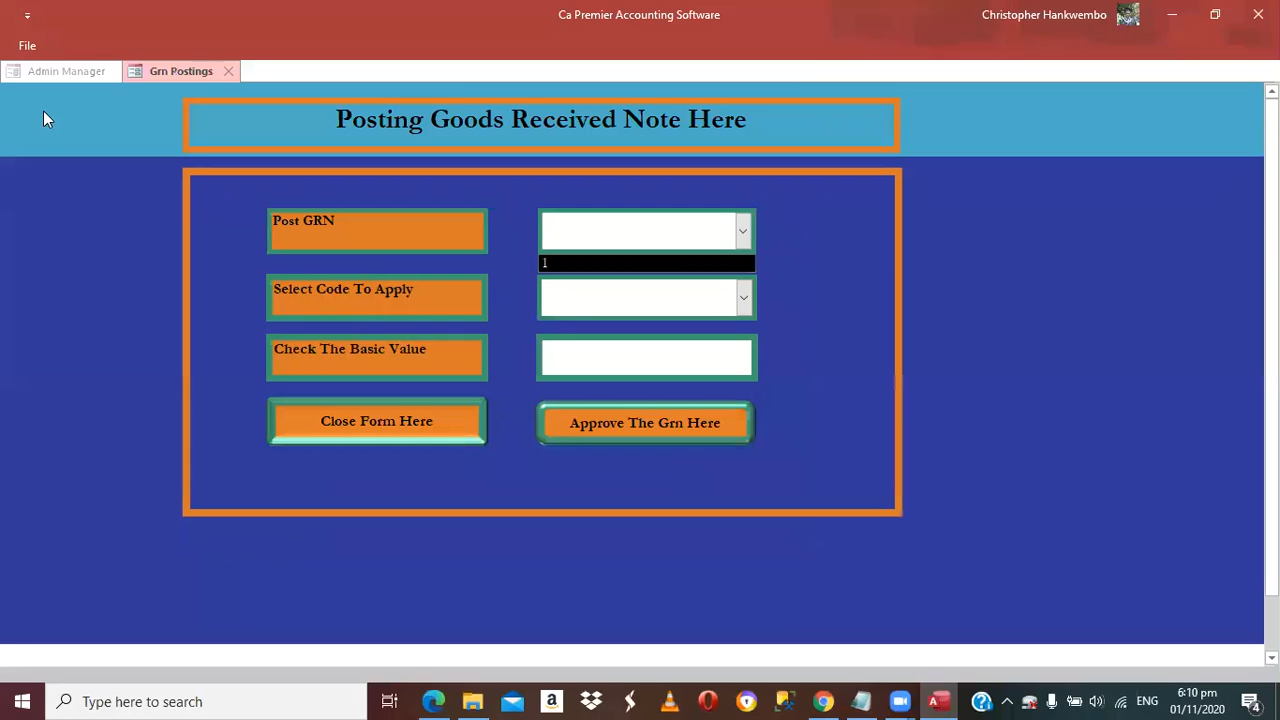 Ca Premier Accounting Software
Christopher Hankwembo
File
Admin Manager
Grn Postings
Posting Goods Received Note Here
Post GRN
1
Select Code To Apply
Check The Basic Value
Close Form Here
Approve The Grn Here
Type here to search
ENG
6:10 pm
01/11/2020
4